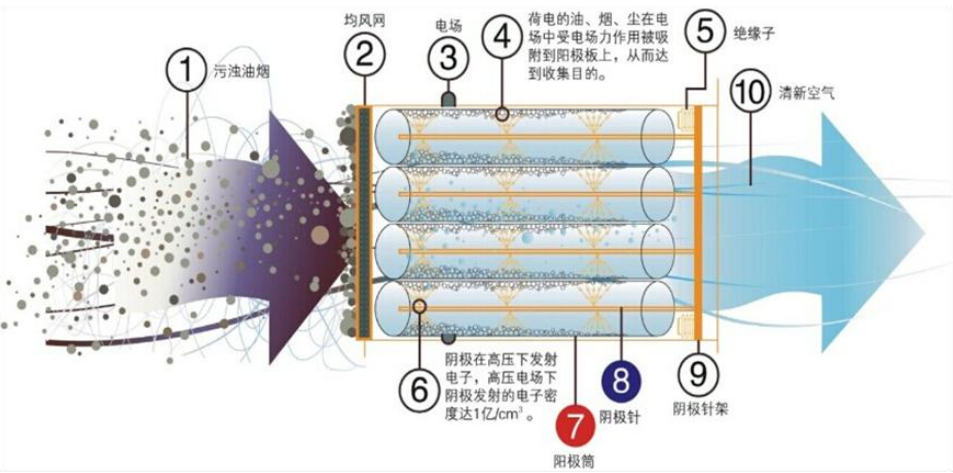 1 污浊油烟
均风网
2
电场
3
4 荷电的油、烟、尘在电
场中受电场力作用被吸
附到阳极板上，从而达
到收集目的。
5 绝缘子
10 清新空气
6 阴极在高压下发射
电子，高压电场下
阴极发射的电子密
度达1亿/cm³。
7
阳极筒
8
阴极针
9
阴极针架